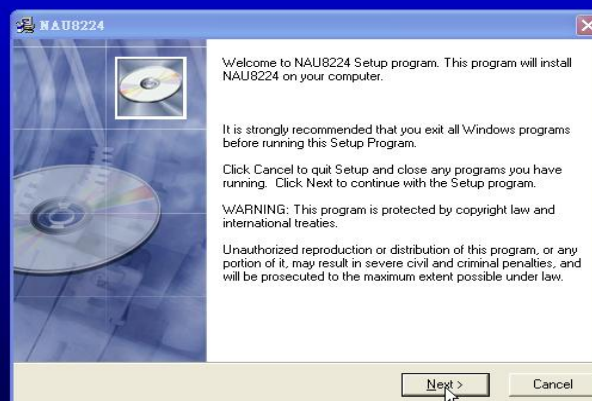 NAU8224
Welcome to NAU8224 Setup program. This program will install
NAU8224 on your computer.
It is strongly recommended that you exit all Windows programs
before running this Setup Program.
Click Cancel to quit Setup and close any programs you have
running. Click Next to continue with the Setup program.
WARNING: This program is protected by copyright law and
international treaties.
Unauthorized reproduction or distribution of this program, or any
portion of it, may result in severe civil and criminal penalties, and
will be prosecuted to the maximum extent possible under law.
Next >
Cancel